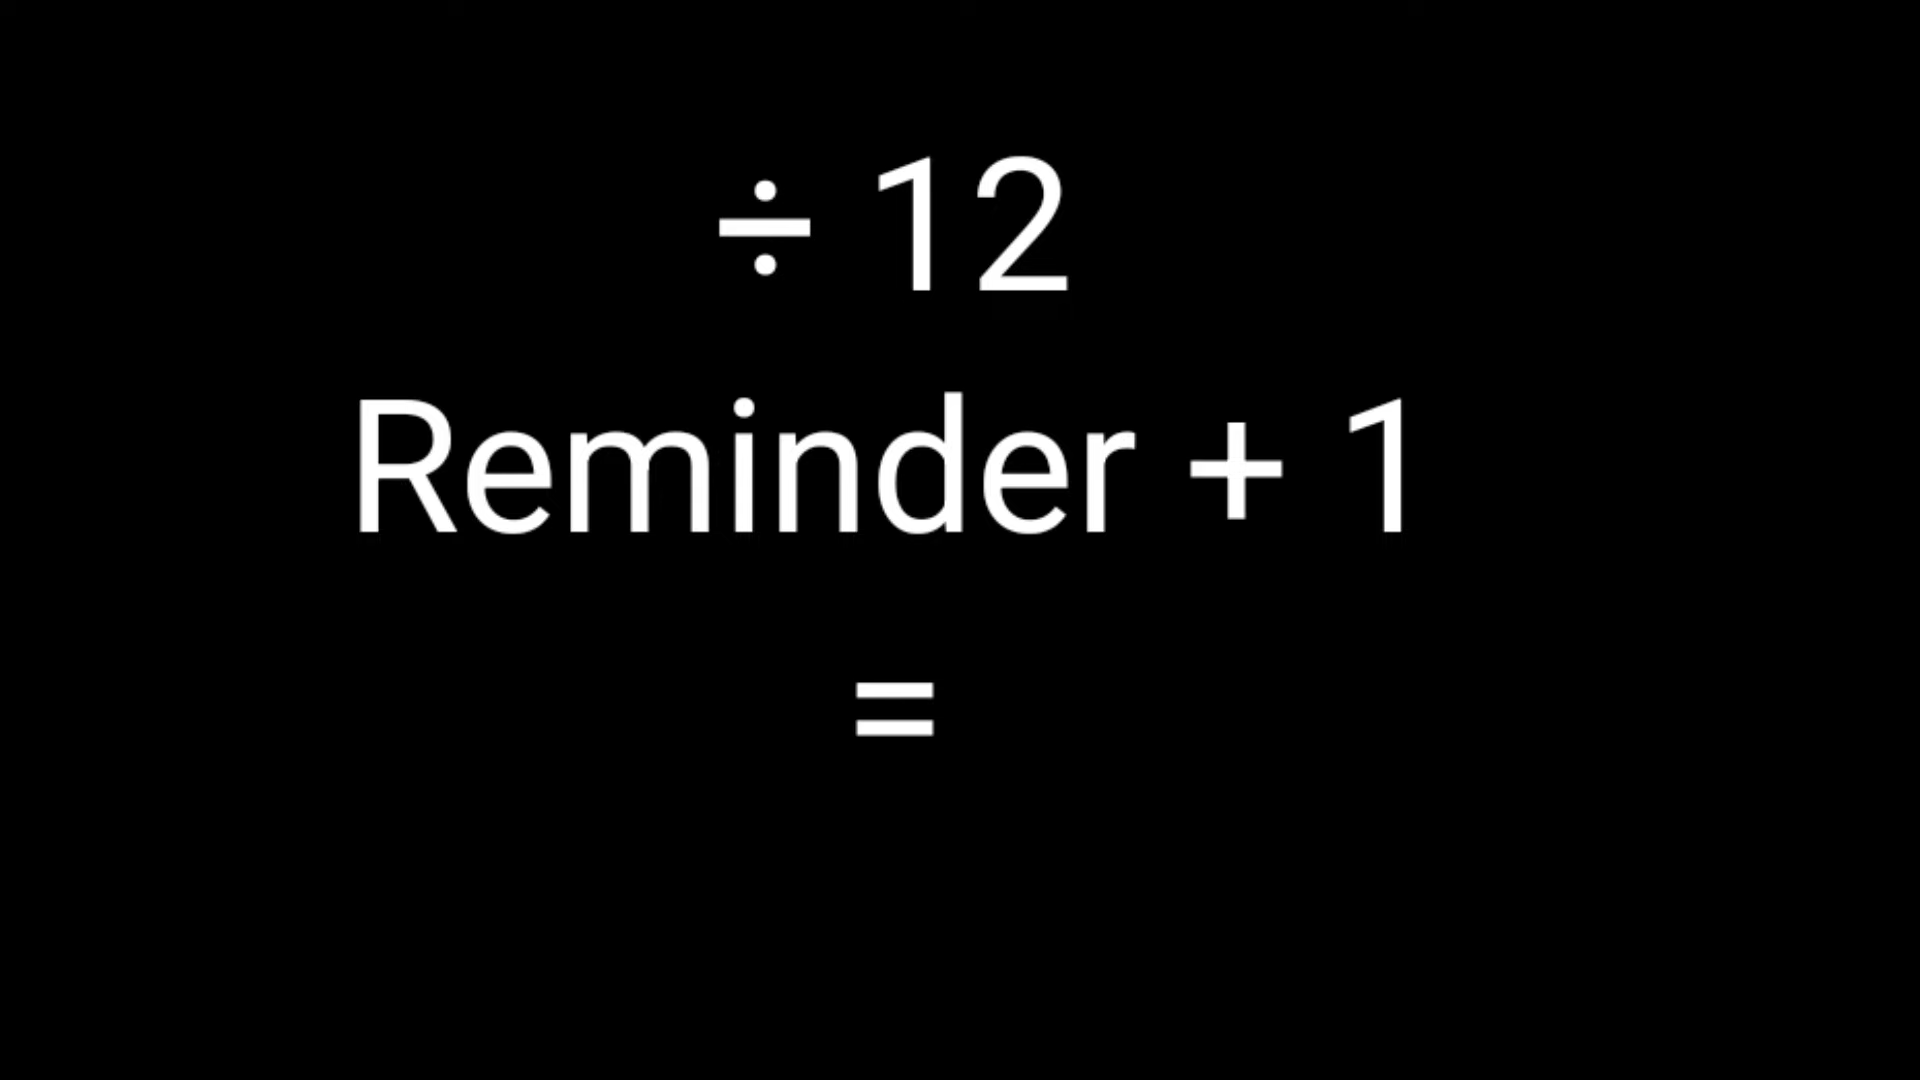 ÷ 12
Reminder + 1
=